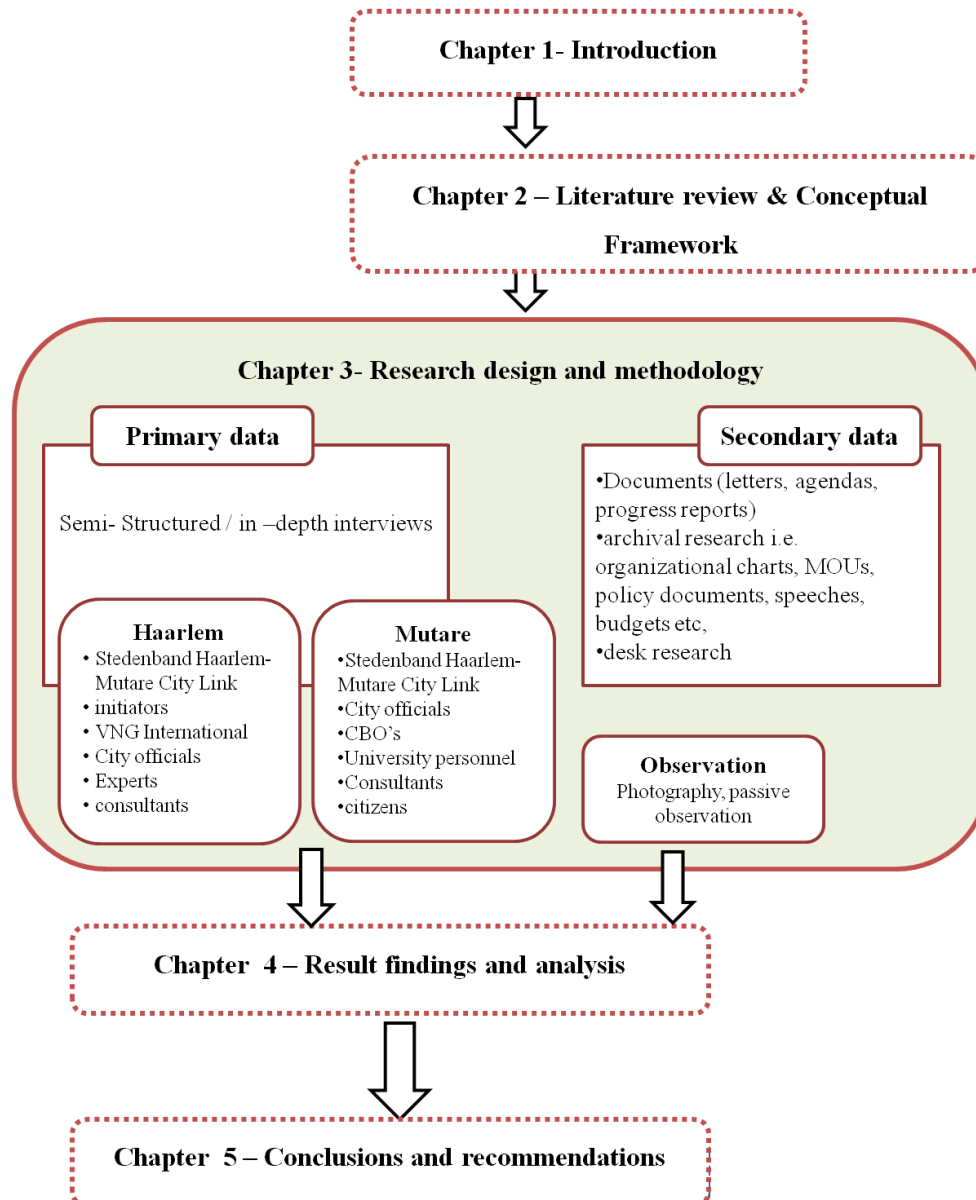 Chapter 1- Introduction
Chapter 2 – Literature review & Conceptual
Framework
Chapter 3- Research design and methodology
Primary data
Semi- Structured / in –depth interviews
Haarlem
• Stedenband Haarlem-
Mutare City Link
• initiators
• VNG International
• City officials
• Experts
• consultants
Mutare
•Stedenband Haarlem-
Mutare City Link
•City officials
•CBO's
•University personnel
•Consultants
•citizens
Secondary data
•Documents (letters, agendas,
progress reports)
•archival research i.e.
organizational charts, MOUs,
policy documents, speeches,
budgets etc,
•desk research
Observation
Photography, passive
observation
Chapter 4 – Result findings and analysis
Chapter 5 – Conclusions and recommendations